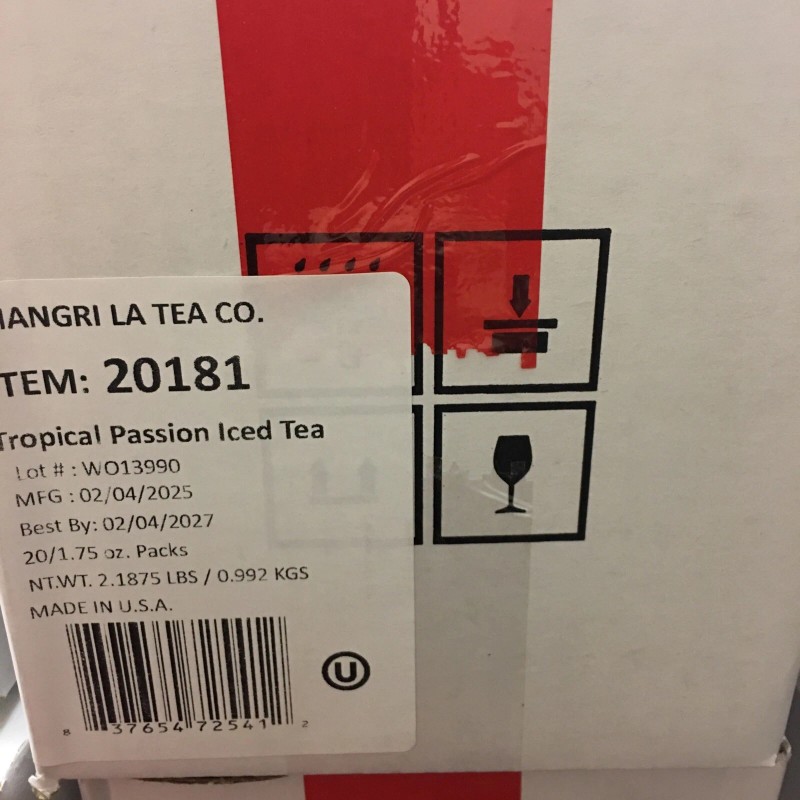 HANGRI LA TEA CO.
TEM: 20181
Tropical Passion Iced Tea
Lot # : WO13990
MFG : 02/04/2025
Best By: 02/04/2027
20/1.75 oz. Packs
NT.WT. 2.1875 LBS / 0.992 KGS
MADE IN U.S.A.
U
8 37654 72541 2